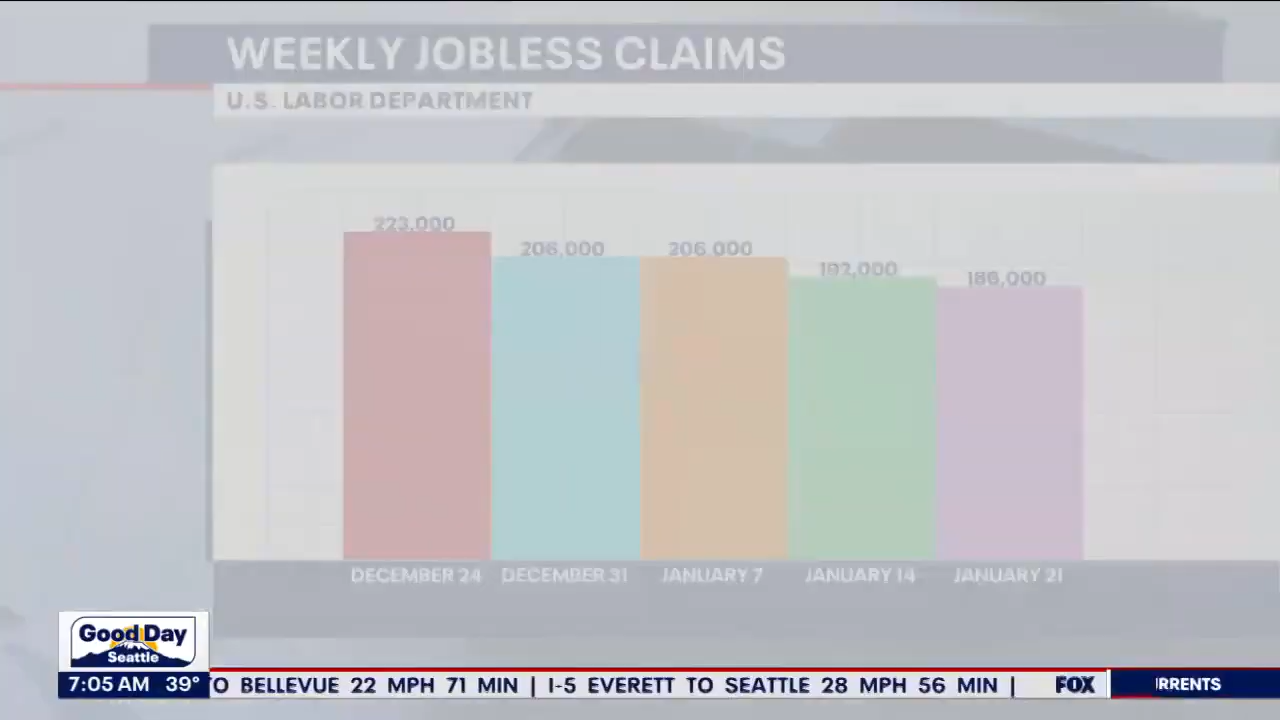 WEEKLY JOBLESS CLAIMS
U.S. LABOR DEPARTMENT
223,000
206,000
206,000
192,000
186,000
DECEMBER 24
DECEMBER 31
JANUARY 7
JANUARY 14
JANUARY 21
Good Day
Seattle
7:05 AM 39°
TO BELLEVUE 22 MPH 71 MIN | I-5 EVERETT TO SEATTLE 28 MPH 56 MIN |
FOX
RRENTS